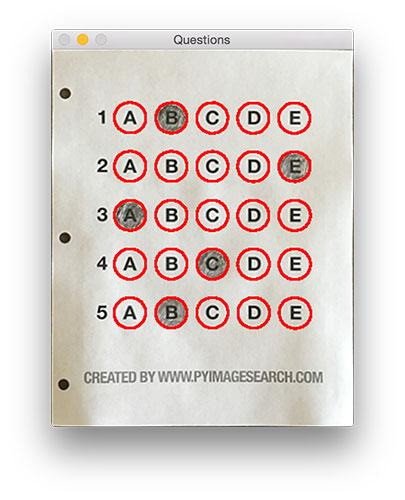 Questions
1 A B C D E
2 A B C D E
3 A B C D E
4 A B C D E
5 A B C D E
CREATED BY WWW.PYIMAGESEARCH.COM